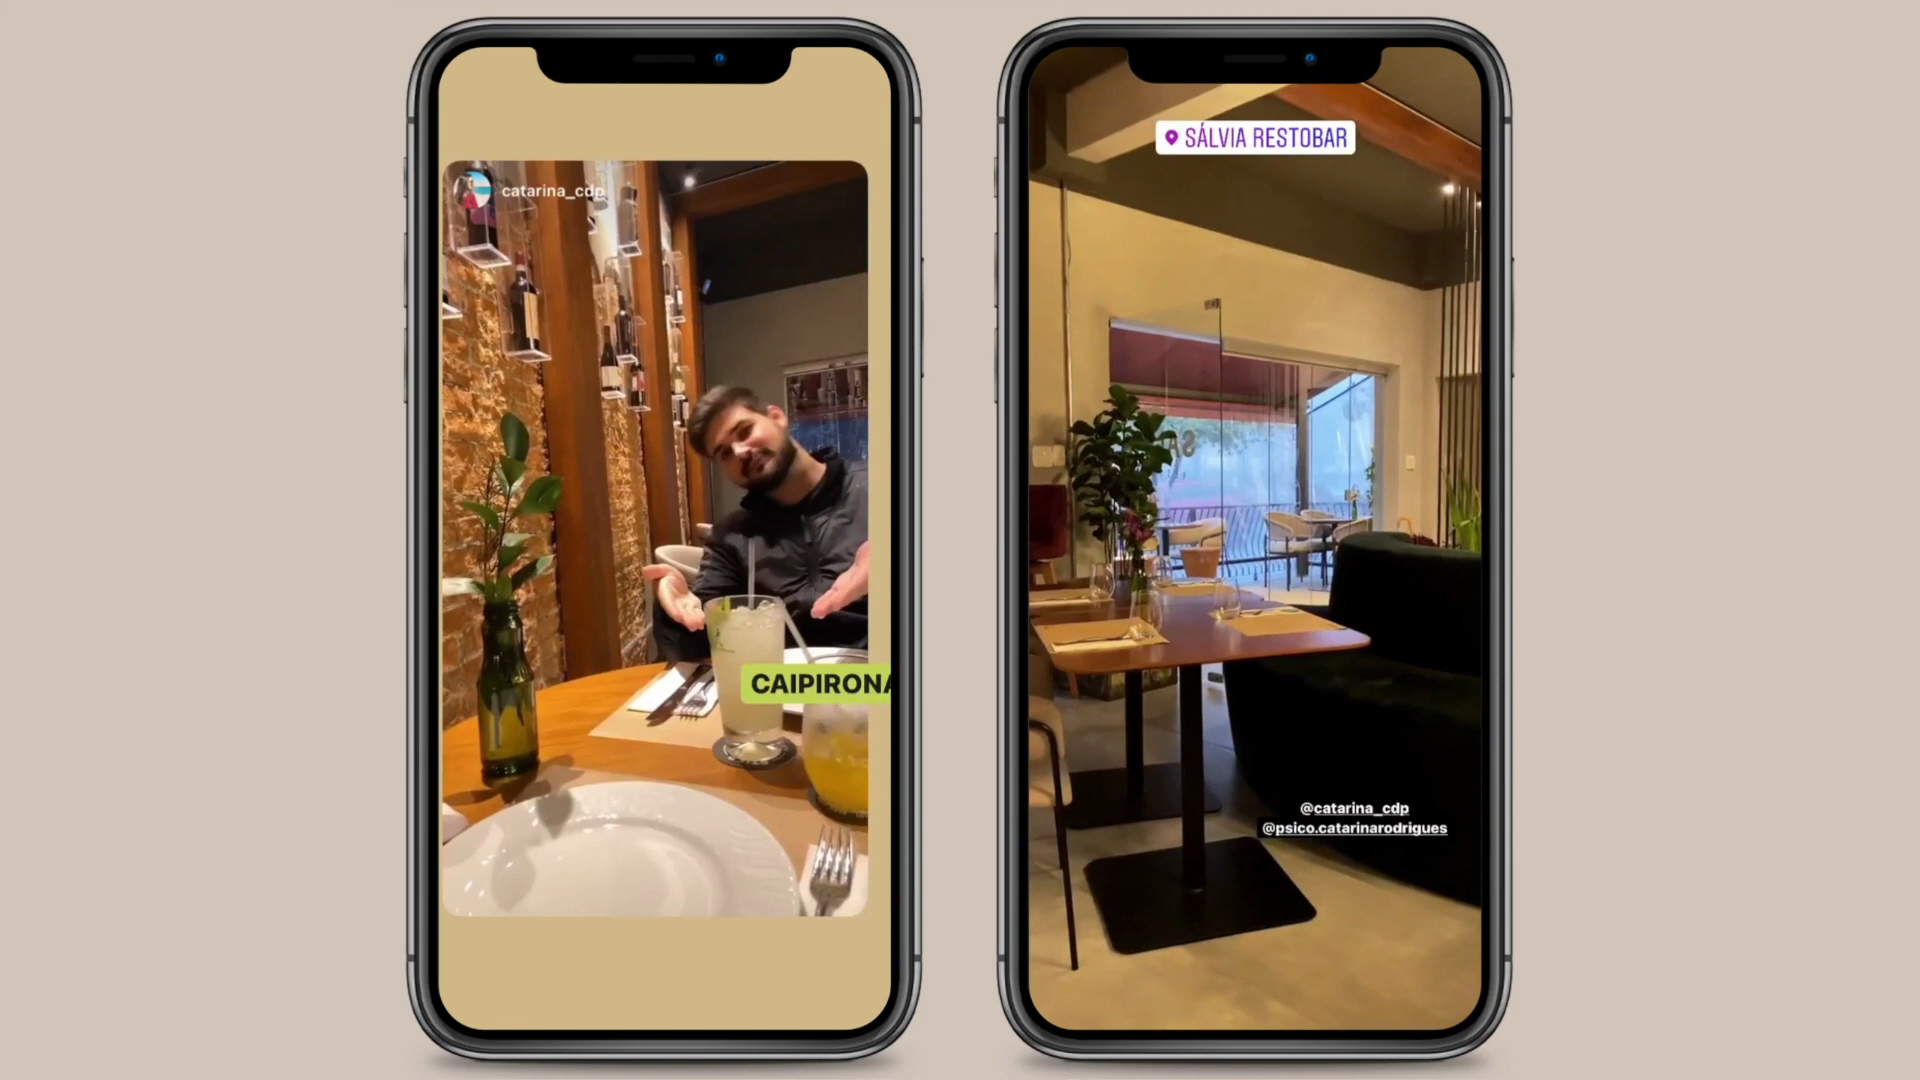 catarina_cdp
CAIPIRONA
SÁLVIA RESTOBAR
@catarina_cdp
@psico.catarinarodrigues